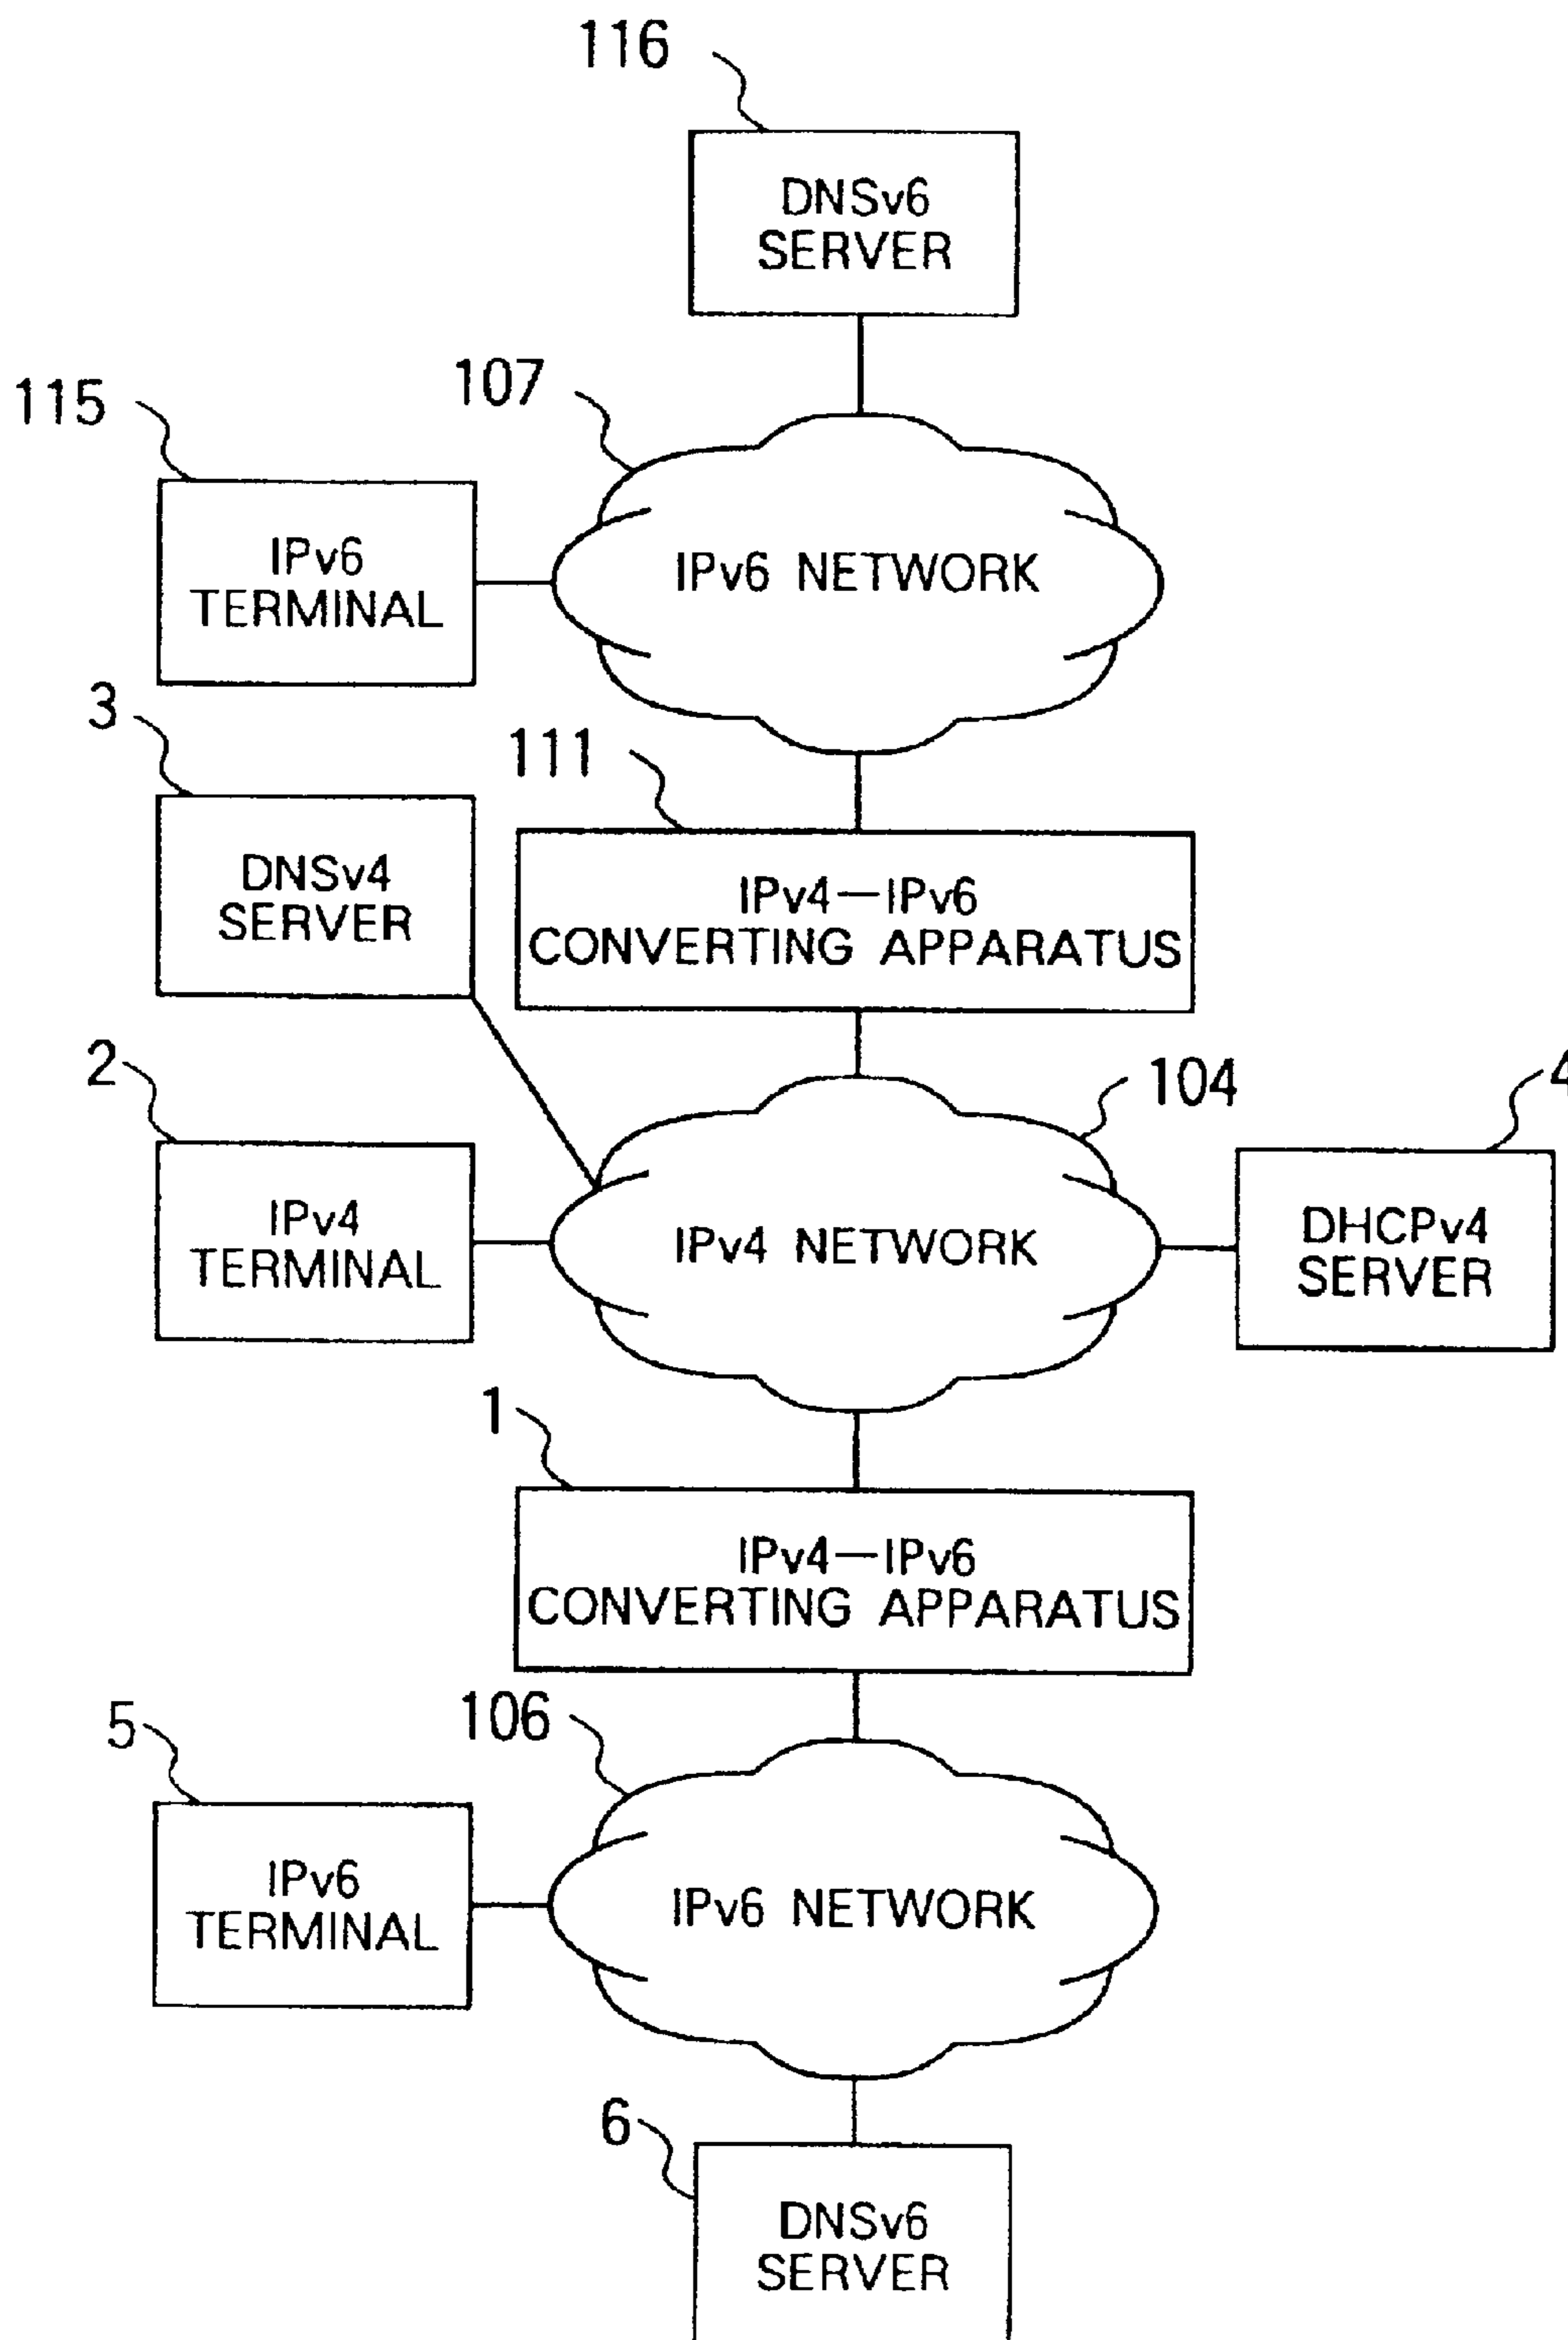 116
DNSv6
SERVER
107
115
IPv6
TERMINAL
IPv6 NETWORK
3
111
DNSv4
SERVER
IPv4—IPv6
CONVERTING APPARATUS
2
104
4
IPv4
TERMINAL
IPv4 NETWORK
DHCPv4
SERVER
1
IPv4—IPv6
CONVERTING APPARATUS
5
106
IPv6
TERMINAL
IPv6 NETWORK
6
DNSv6
SERVER